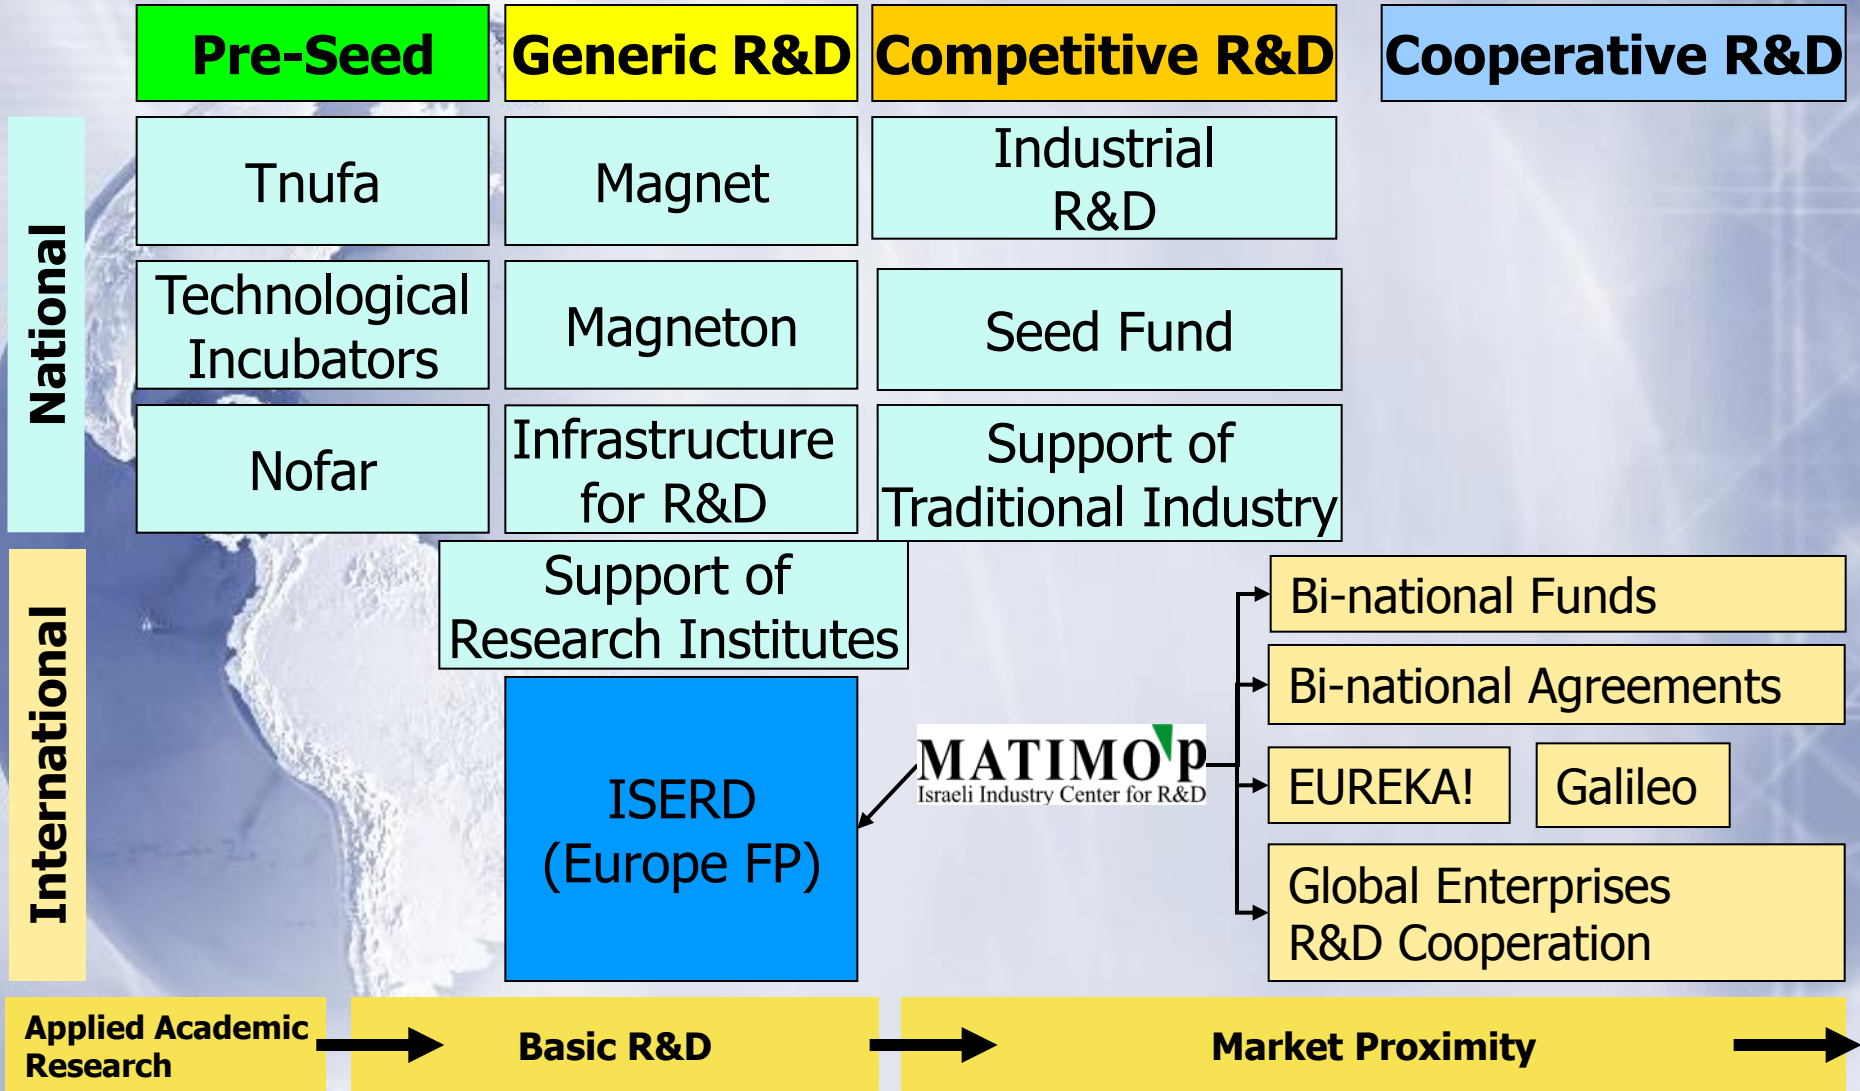 Pre-Seed
Generic R&D
Competitive R&D
Cooperative R&D
National
Tnufa
Magnet
Industrial
R&D
Technological
Incubators
Magneton
Seed Fund
Nofar
Infrastructure
for R&D
Support of
Traditional Industry
International
Support of
Research Institutes
ISERD
(Europe FP)
MATIMO'P
Israeli Industry Center for R&D
Bi-national Funds
Bi-national Agreements
EUREKA!
Galileo
Global Enterprises
R&D Cooperation
Applied Academic
Research
Basic R&D
Market Proximity